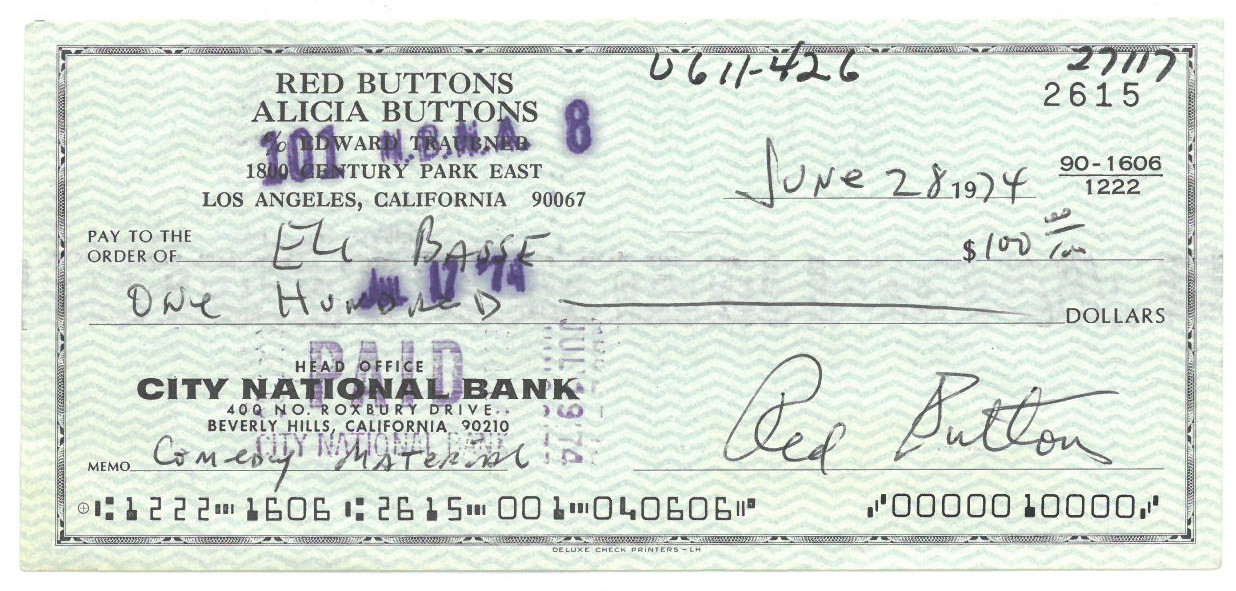 0611-426
27117
RED BUTTONS
ALICIA BUTTONS
2615
101 N.B.M.A. 8
% EDWARD TRAUBNER
1800 CENTURY PARK EAST
LOS ANGELES, CALIFORNIA 90067
June 28 1974
90-1606
1222
PAY TO THE
ORDER OF Eli Basse $100 00/100
JUL 17 '74
One Hundred DOLLARS
PAID
HEAD OFFICE
CITY NATIONAL BANK
400 NO. ROXBURY DRIVE
BEVERLY HILLS, CALIFORNIA 90210
CITY NATIONAL BANK
MEMO Comedy Material
Red Buttons
1222 1606 2615 001 040606 0000010000
DELUXE CHECK PRINTERS - LH